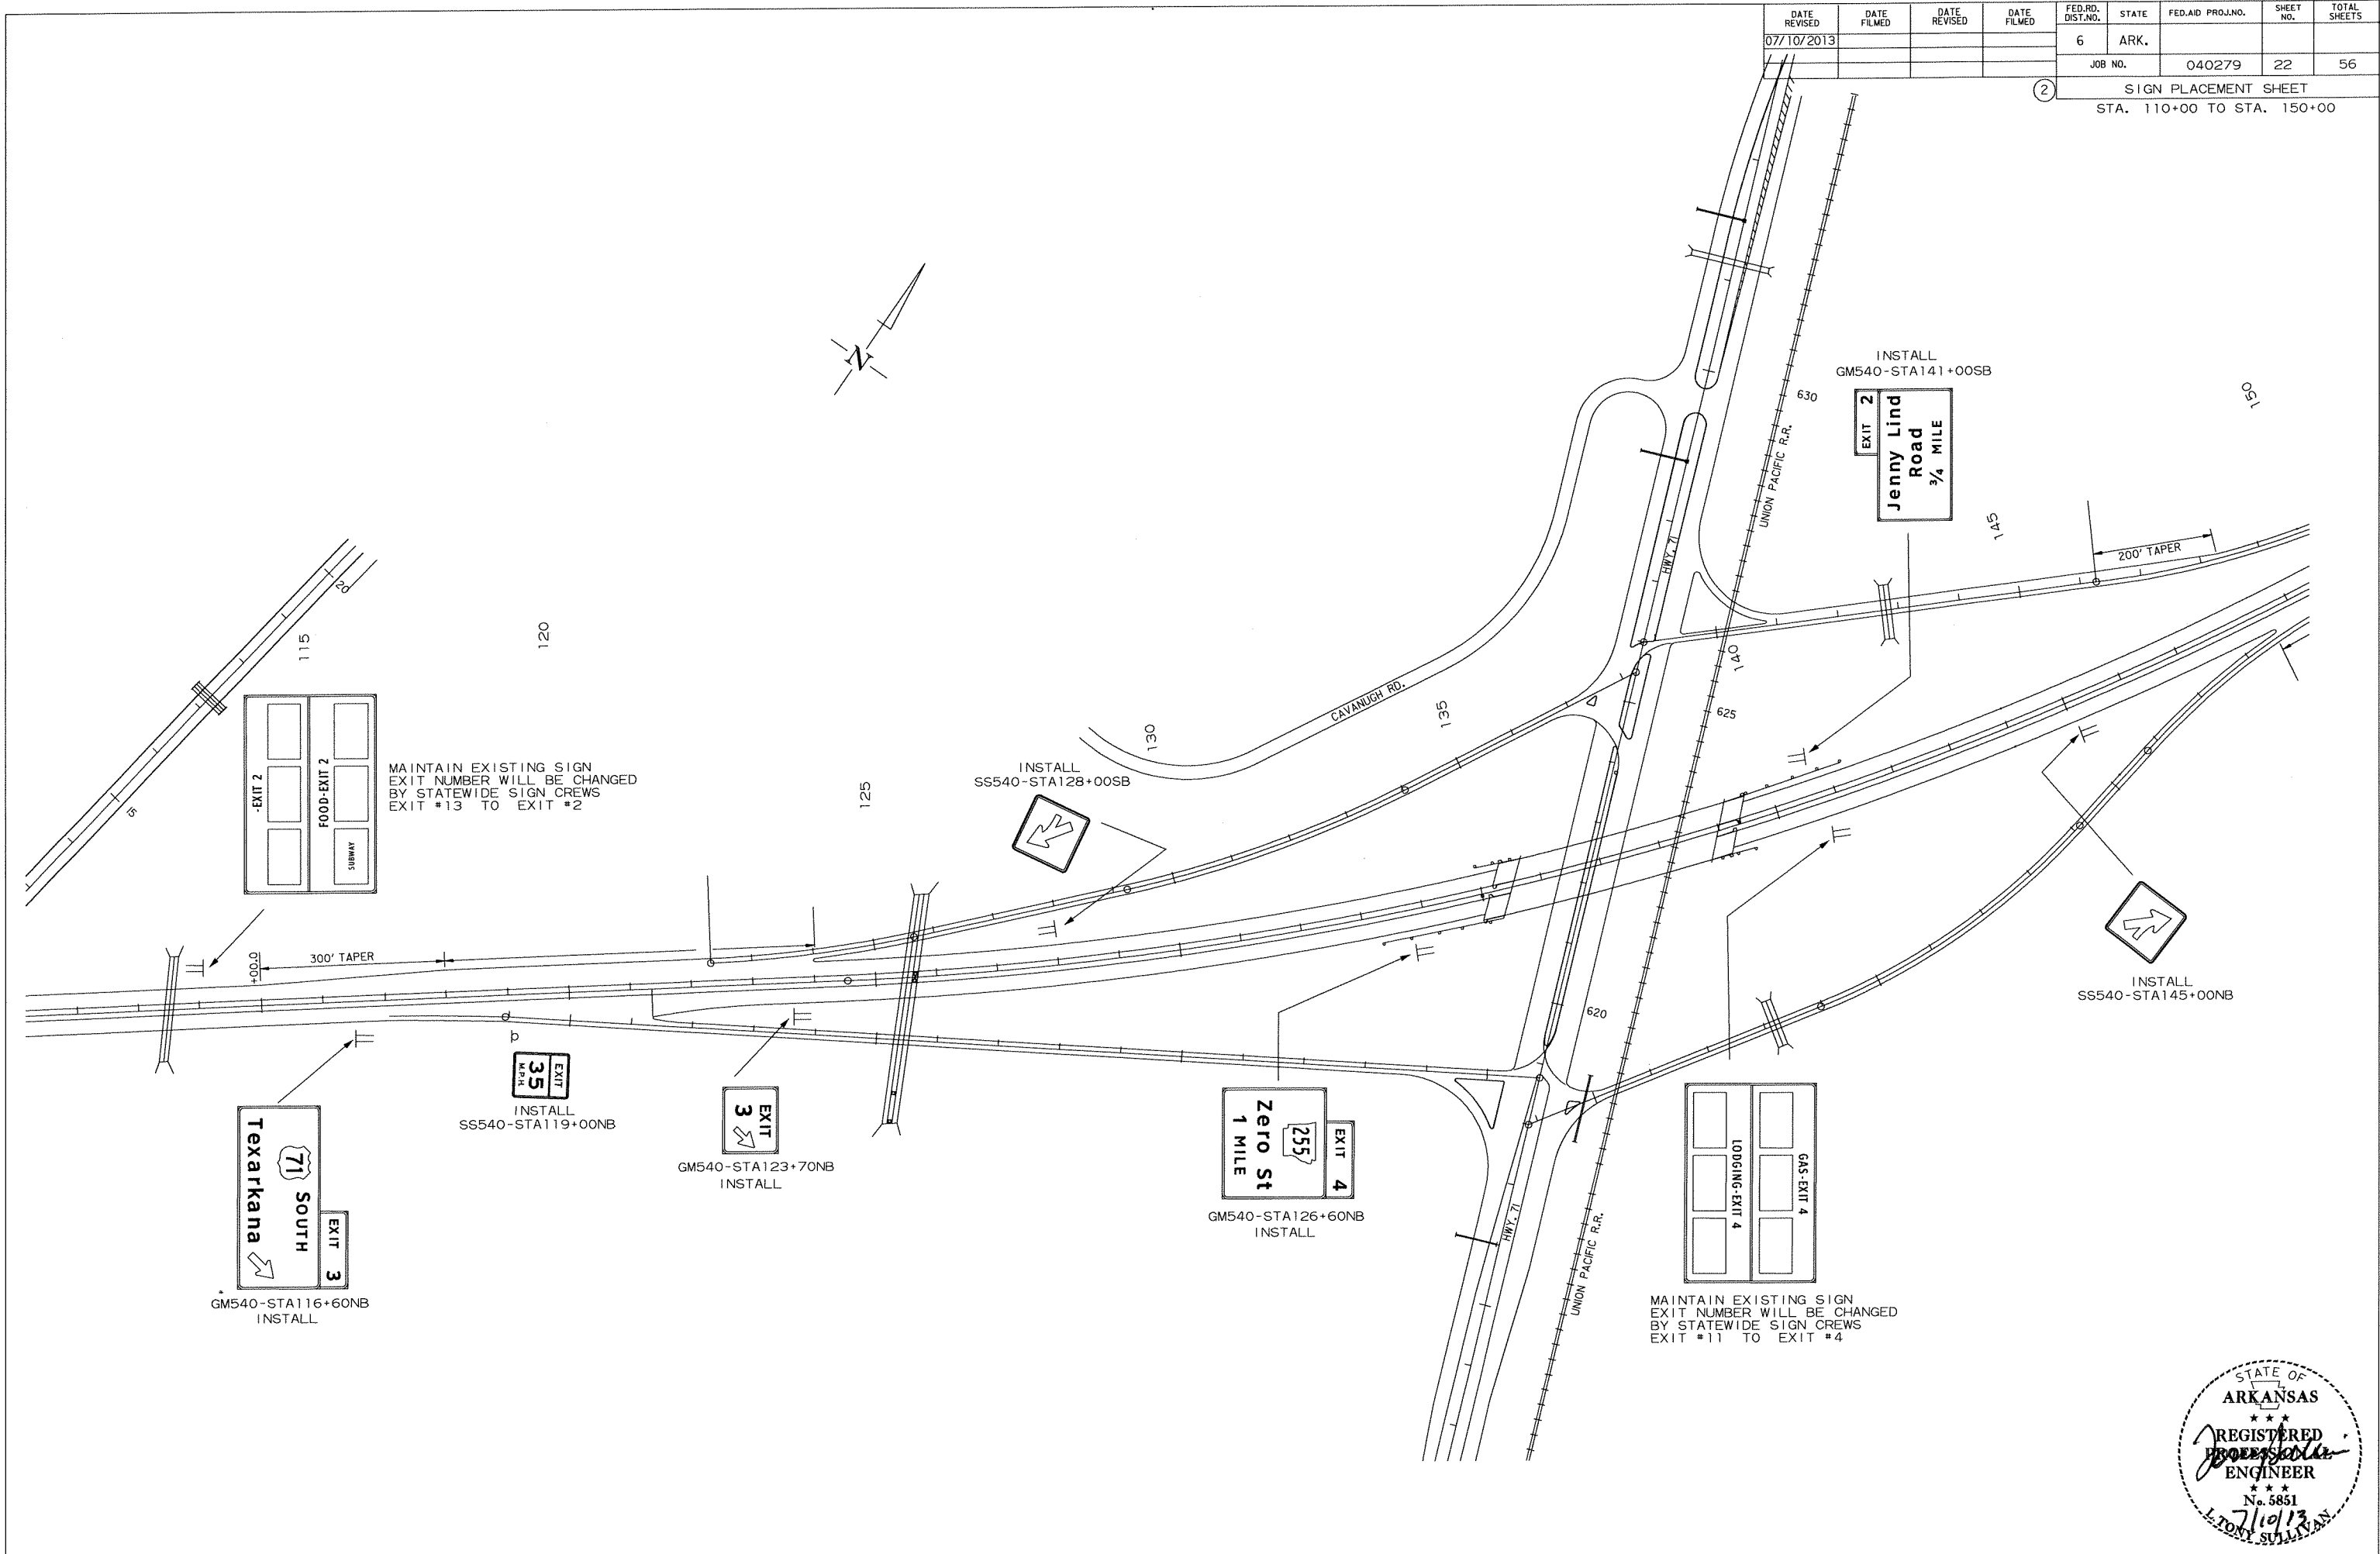 DATE REVISED
DATE FILMED
DATE REVISED
DATE FILMED
FED.RD. DIST.NO.
STATE
FED.AID PROJ.NO.
SHEET NO.
TOTAL SHEETS
07/10/2013
6
ARK.
JOB NO.
040279
22
56
2
SIGN PLACEMENT SHEET
STA. 110+00 TO STA. 150+00
N
INSTALL
GM540-STA141+00SB
EXIT 2
Jenny Lind
Road
3/4 MILE
150
145
200' TAPER
630
UNION PACIFIC R.R.
HWY. 71
140
625
20
115
120
15
-EXIT 2
FOOD-EXIT 2
SUBWAY
MAINTAIN EXISTING SIGN
EXIT NUMBER WILL BE CHANGED
BY STATEWIDE SIGN CREWS
EXIT #13 TO EXIT #2
125
130
135
CAVANUGH RD.
INSTALL
SS540-STA128+00SB
+00.0
300' TAPER
620
INSTALL
SS540-STA145+00NB
p
EXIT
35
M.P.H.
INSTALL
SS540-STA119+00NB
EXIT 3
71 SOUTH
Texarkana
GM540-STA116+60NB
INSTALL
EXIT
3
GM540-STA123+70NB
INSTALL
EXIT 4
255
Zero St
1 MILE
GM540-STA126+60NB
INSTALL
HWY. 71
UNION PACIFIC R.R.
GAS-EXIT 4
LODGING-EXIT 4
MAINTAIN EXISTING SIGN
EXIT NUMBER WILL BE CHANGED
BY STATEWIDE SIGN CREWS
EXIT #11 TO EXIT #4
STATE OF
ARKANSAS
REGISTERED
PROFESSIONAL
ENGINEER
No. 5851
7/10/13
L. TONY SULLIVAN